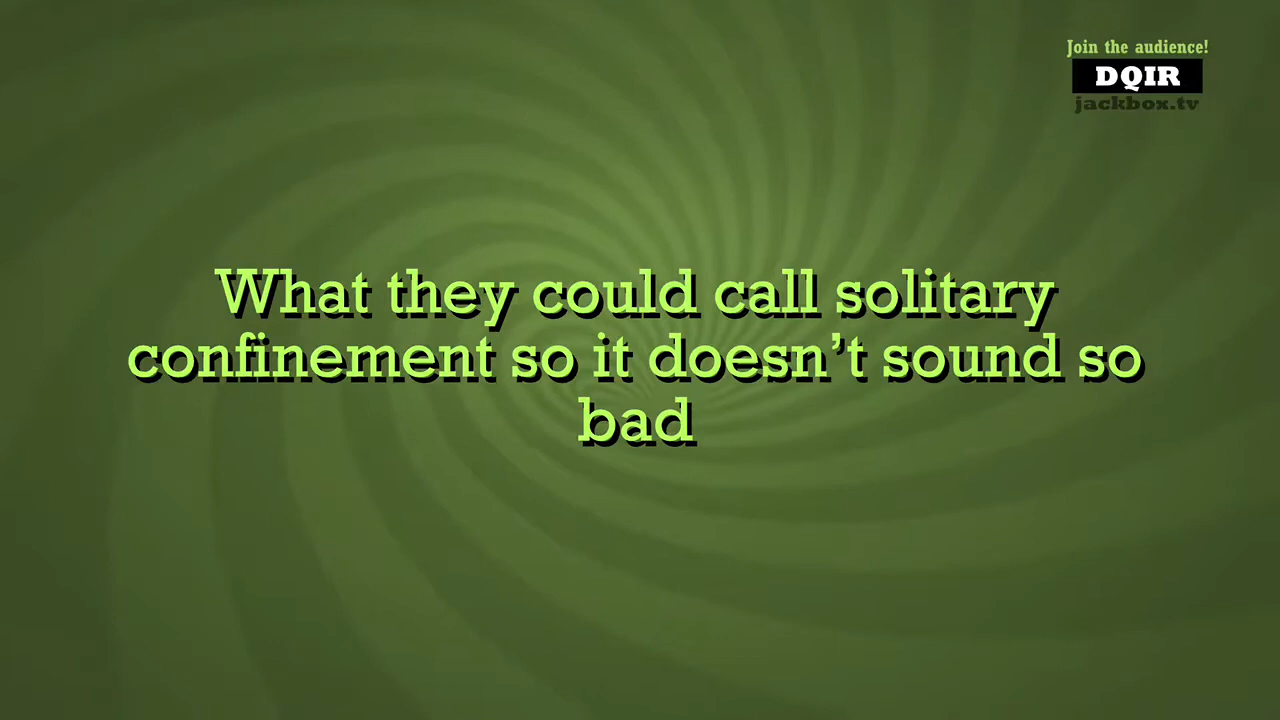 Join the audience!
DQIR
jackbox.tv
What they could call solitary
confinement so it doesn’t sound so
bad